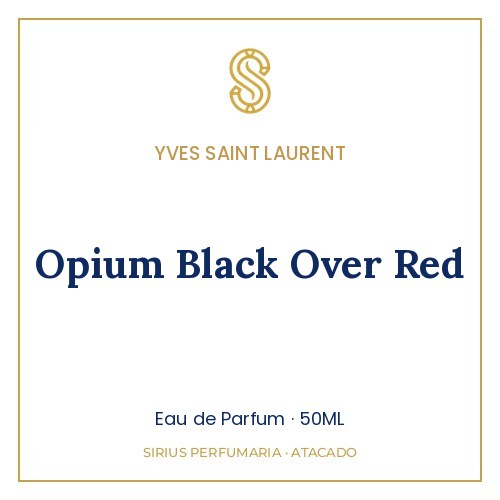 YVES SAINT LAURENT
Opium Black Over Red
Eau de Parfum · 50ML
SIRIUS PERFUMARIA · ATACADO